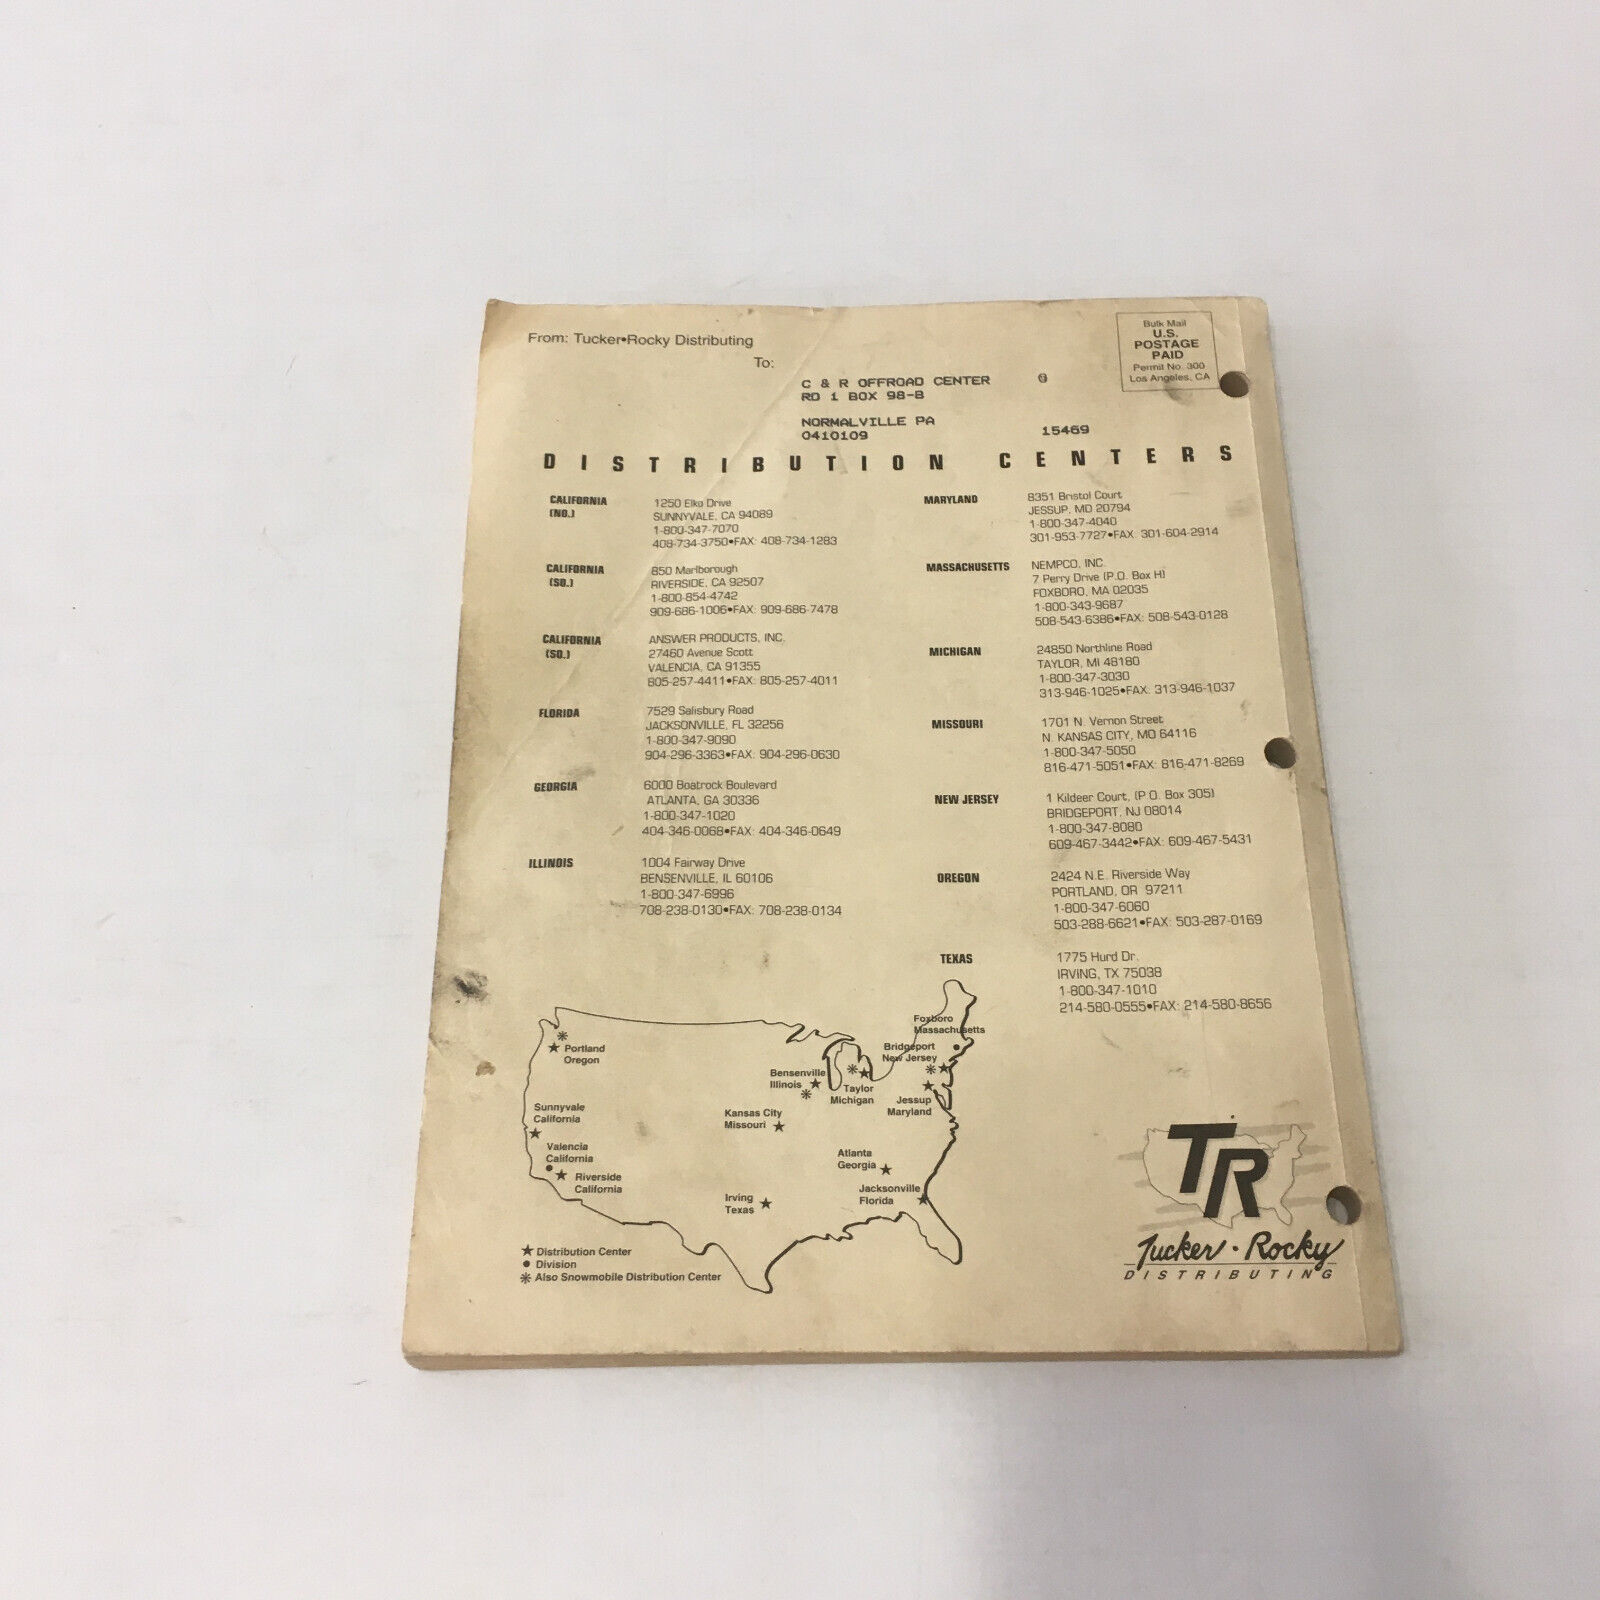 From: Tucker•Rocky Distributing
To:
Bulk Mail
U.S.
POSTAGE
PAID
Permit No. 300
Los Angeles, CA
C & R OFFROAD CENTER
RD 1 BOX 98-B
NORMALVILLE PA
0410109 15469
DISTRIBUTION CENTERS
CALIFORNIA
(NO.)
1250 Elko Drive
SUNNYVALE, CA 94089
1-800-347-7070
408-734-3750•FAX: 408-734-1283
CALIFORNIA
(SO.)
850 Marlborough
RIVERSIDE, CA 92507
1-800-854-4742
909-686-1006•FAX: 909-686-7478
CALIFORNIA
(SO.)
ANSWER PRODUCTS, INC.
27460 Avenue Scott
VALENCIA, CA 91355
805-257-4411•FAX: 805-257-4011
FLORIDA
7529 Salisbury Road
JACKSONVILLE, FL 32256
1-800-347-9090
904-296-3363•FAX: 904-296-0630
GEORGIA
6000 Boatrock Boulevard
ATLANTA, GA 30336
1-800-347-1020
404-346-0068•FAX: 404-346-0649
ILLINOIS
1004 Fairway Drive
BENSENVILLE, IL 60106
1-800-347-6996
708-238-0130•FAX: 708-238-0134
MARYLAND
8351 Bristol Court
JESSUP, MD 20794
1-800-347-4040
301-953-7727•FAX: 301-604-2914
MASSACHUSETTS
NEMPCO, INC.
7 Perry Drive (P.O. Box H)
FOXBORO, MA 02035
1-800-343-9687
508-543-6386•FAX: 508-543-0128
MICHIGAN
24850 Northline Road
TAYLOR, MI 48180
1-800-347-3030
313-946-1025•FAX: 313-946-1037
MISSOURI
1701 N. Vernon Street
N. KANSAS CITY, MO 64116
1-800-347-5050
816-471-5051•FAX: 816-471-8269
NEW JERSEY
1 Kildeer Court, (P.O. Box 305)
BRIDGEPORT, NJ 08014
1-800-347-8080
609-467-3442•FAX: 609-467-5431
OREGON
2424 N.E. Riverside Way
PORTLAND, OR 97211
1-800-347-6060
503-288-6621•FAX: 503-287-0169
TEXAS
1775 Hurd Dr.
IRVING, TX 75038
1-800-347-1010
214-580-0555•FAX: 214-580-8656
Portland
Oregon
Sunnyvale
California
Valencia
California
Riverside
California
Bensenville
Illinois
Kansas City
Missouri
Irving
Texas
Taylor
Michigan
Foxboro
Massachusetts
Bridgeport
New Jersey
Jessup
Maryland
Atlanta
Georgia
Jacksonville
Florida
★ Distribution Center
● Division
✳ Also Snowmobile Distribution Center
TR
Tucker • Rocky
DISTRIBUTING